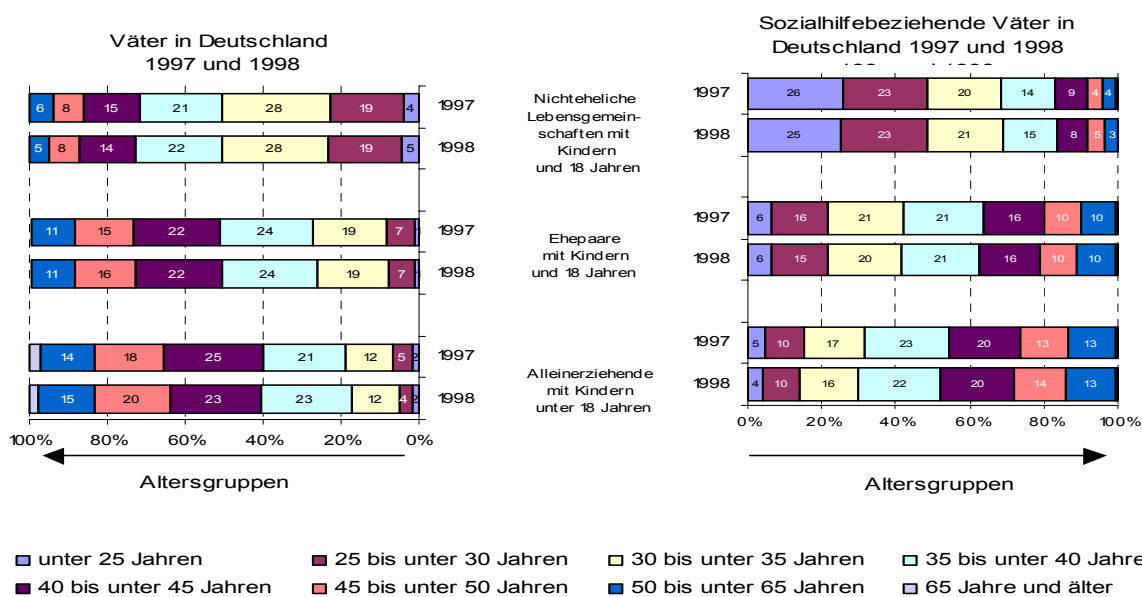 Väter in Deutschland
1997 und 1998
Sozialhilfebeziehende Väter in
Deutschland 1997 und 1998
6 8 15 21 28 19 4 1997
5 8 14 22 28 19 5 1998
11 15 22 24 19 7 1997
11 16 22 24 19 7 1998
14 18 25 21 12 5 2 1997
15 20 23 23 12 4 2 1998
100% 80% 60% 40% 20% 0%
Altersgruppen
Nichteheliche
Lebensgemein-
schaften mit
Kindern
und 18 Jahren
Ehepaare
mit Kindern
und 18 Jahren
Alleinerziehende
mit Kindern
unter 18 Jahren
1997 26 23 20 14 9 4 4
1998 25 23 21 15 8 5 3
1997 6 16 21 21 16 10 10
1998 6 15 20 21 16 10 10
1997 5 10 17 23 20 13 13
1998 4 10 16 22 20 14 13
0% 20% 40% 60% 80% 100%
Altersgruppen
unter 25 Jahren 25 bis unter 30 Jahren 30 bis unter 35 Jahren 35 bis unter 40 Jahre
40 bis unter 45 Jahren 45 bis unter 50 Jahren 50 bis unter 65 Jahren 65 Jahre und älter